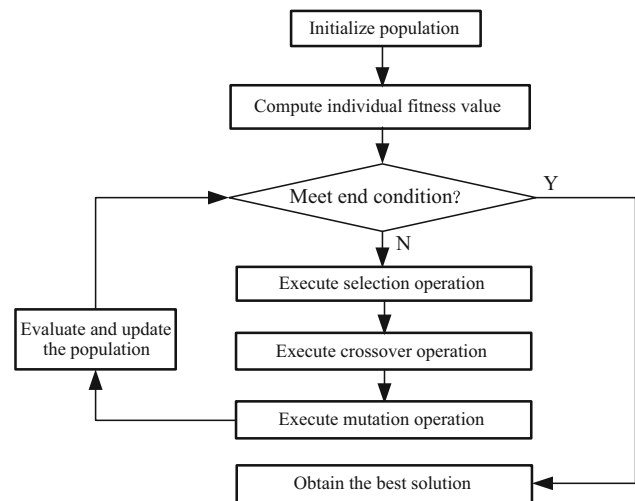 Initialize population
Compute individual fitness value
Meet end condition?
Y
N
Execute selection operation
Evaluate and update
the population
Execute crossover operation
Execute mutation operation
Obtain the best solution